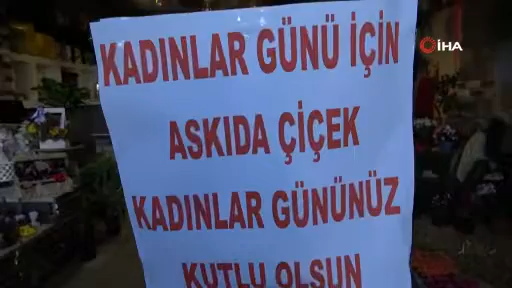 KADINLAR GÜNÜ İÇİN
ASKIDA ÇİÇEK
KADINLAR GÜNÜNÜZ
KUTLU OLSUN
İHA